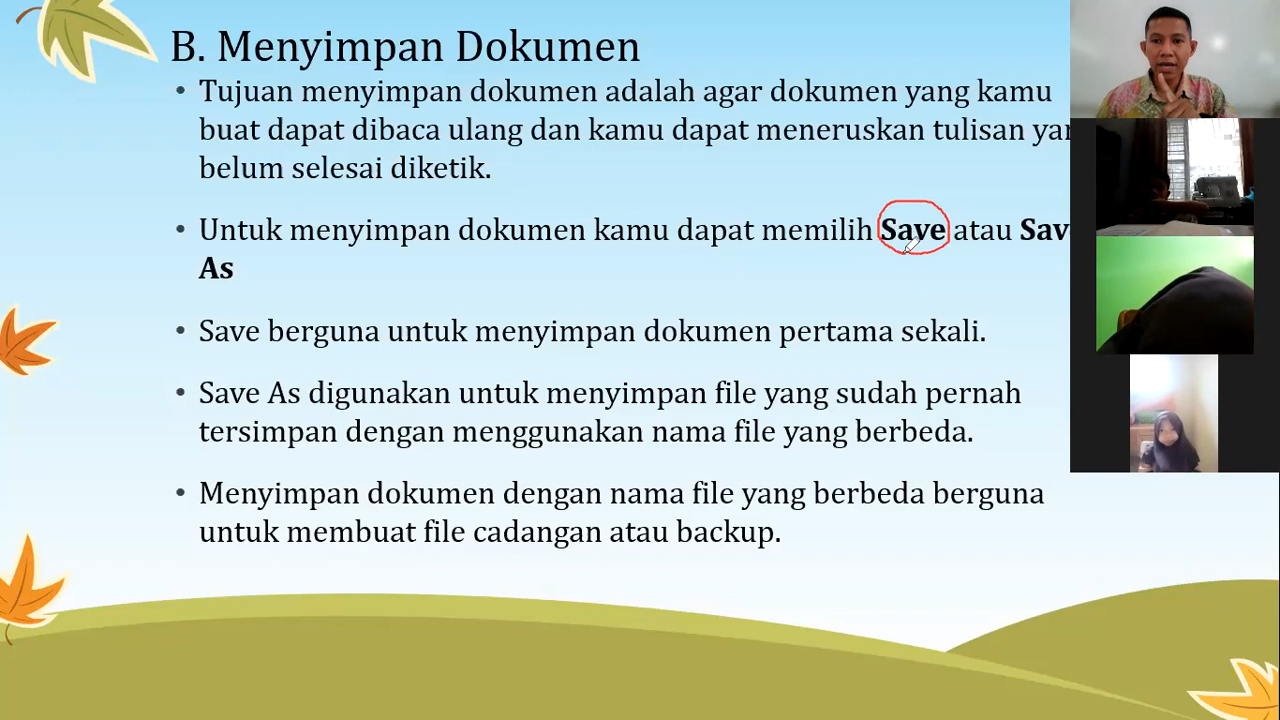 B. Menyimpan Dokumen
• Tujuan menyimpan dokumen adalah agar dokumen yang kamu
buat dapat dibaca ulang dan kamu dapat meneruskan tulisan
belum selesai diketik.
• Untuk menyimpan dokumen kamu dapat memilih Save atau
As
• Save berguna untuk menyimpan dokumen pertama sekali.
• Save As digunakan untuk menyimpan file yang sudah pernah
tersimpan dengan menggunakan nama file yang berbeda.
• Menyimpan dokumen dengan nama file yang berbeda berguna
untuk membuat file cadangan atau backup.